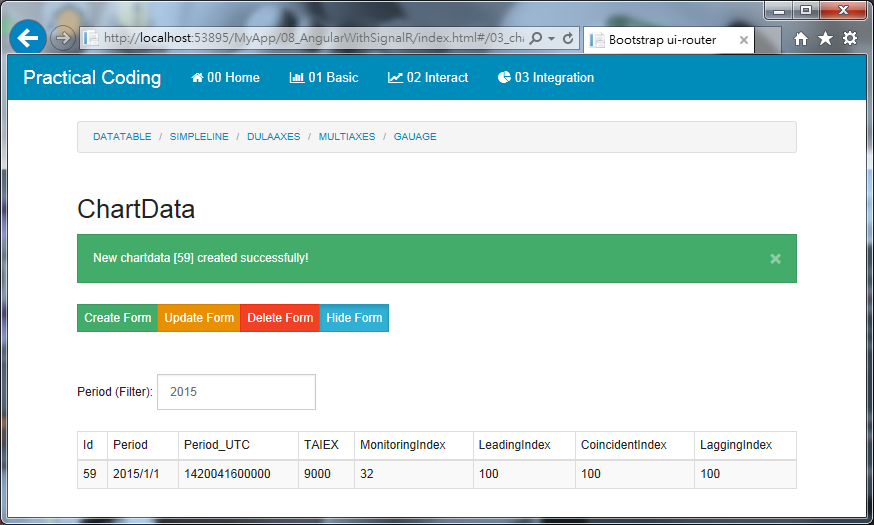 http://localhost:53895/MyApp/08_AngularWithSignalR/index.html#/03_cha
Bootstrap ui-router
Practical Coding 00 Home 01 Basic 02 Interact 03 Integration
DATATABLE / SIMPLELINE / DULAAXES / MULTIAXES / GAUAGE
ChartData
New chartdata [59] created successfully! ×
Create Form Update Form Delete Form Hide Form
Period (Filter): 2015
Id Period Period_UTC TAIEX MonitoringIndex LeadingIndex CoincidentIndex LaggingIndex
59 2015/1/1 1420041600000 9000 32 100 100 100